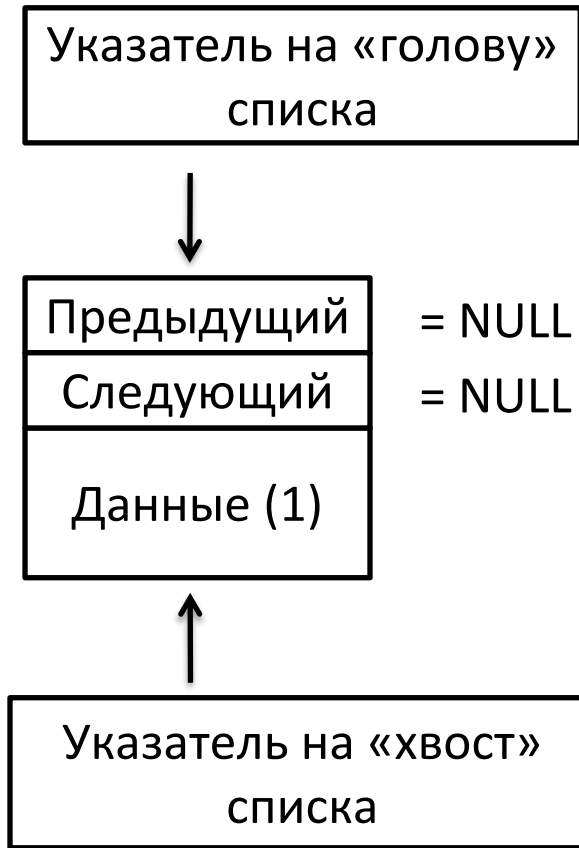 Указатель на «голову»
списка
Предыдущий = NULL
Следующий = NULL
Данные (1)
Указатель на «хвост»
списка